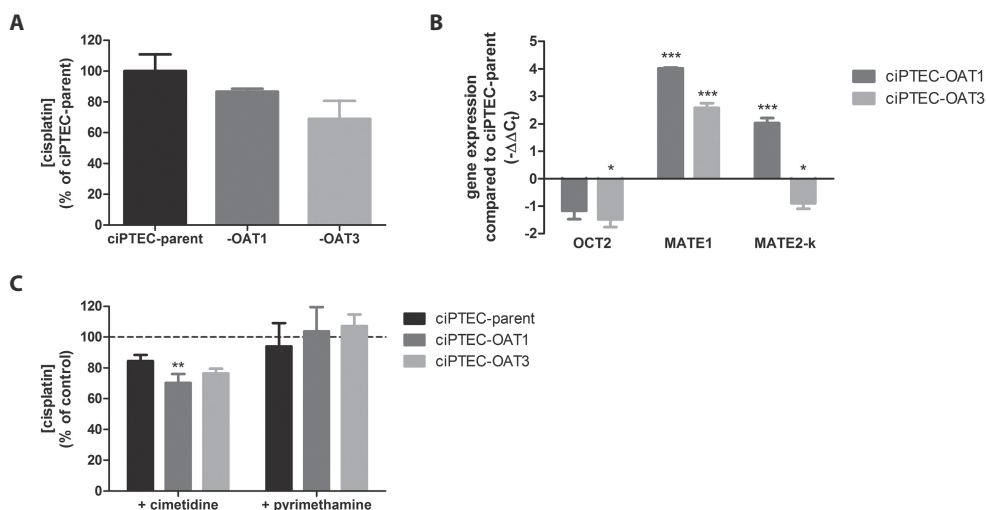 A
[cisplatin]
(% of ciPTEC-parent)
120
100
80
60
40
20
0
ciPTEC-parent
-OAT1
-OAT3
B
gene expression
compared to ciPTEC-parent
(-ΔΔCt)
5
4
3
2
1
0
-1
-2
***
***
***
*
*
OCT2
MATE1
MATE2-k
ciPTEC-OAT1
ciPTEC-OAT3
C
[cisplatin]
(% of control)
120
100
80
60
40
20
0
**
+ cimetidine
+ pyrimethamine
ciPTEC-parent
ciPTEC-OAT1
ciPTEC-OAT3